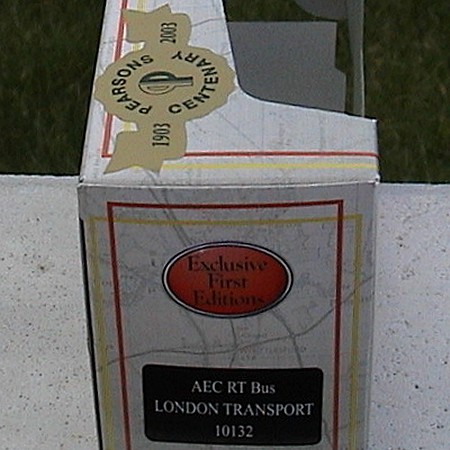 1903 2003
PEARSONS CENTENARY
P
Exclusive
First
Editions
AEC RT Bus
LONDON TRANSPORT
10132